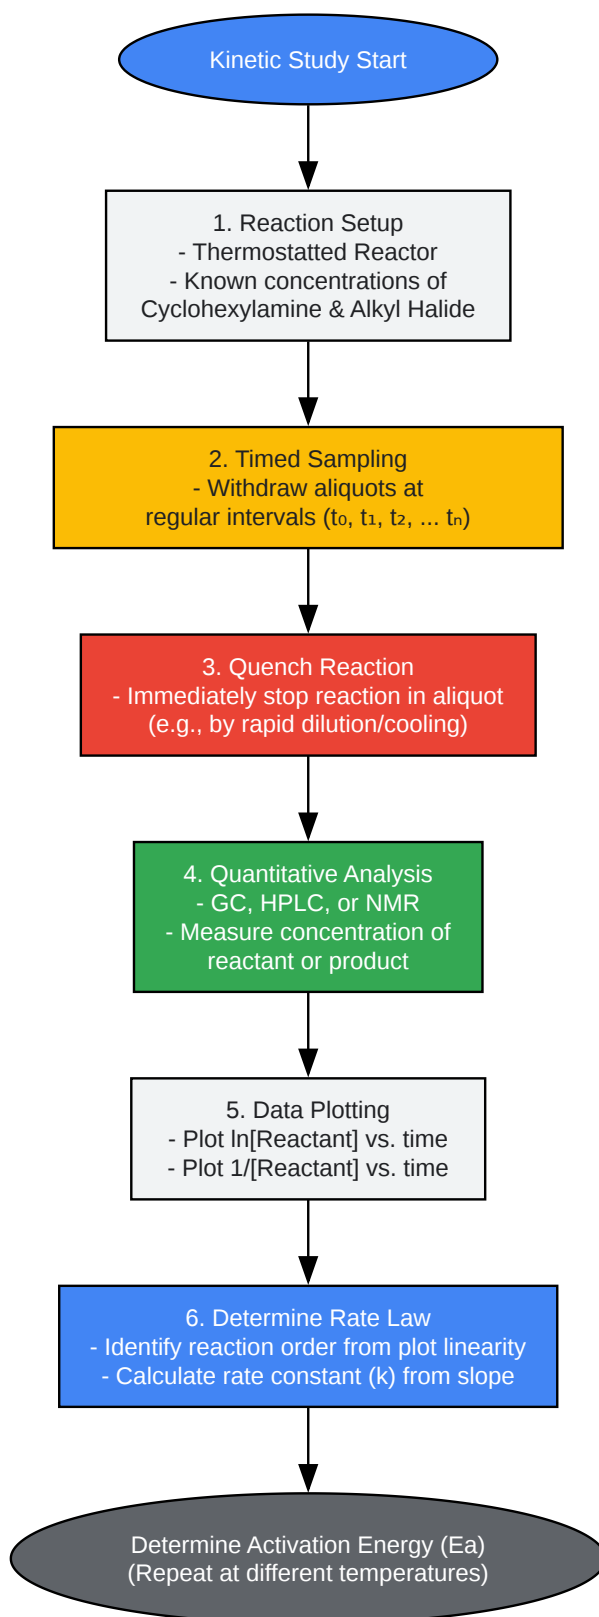 Kinetic Study Start
1. Reaction Setup
- Thermostatted Reactor
- Known concentrations of
Cyclohexylamine & Alkyl Halide
2. Timed Sampling
- Withdraw aliquots at
regular intervals (t₀, t₁, t₂, ... tₙ)
3. Quench Reaction
- Immediately stop reaction in aliquot
(e.g., by rapid dilution/cooling)
4. Quantitative Analysis
- GC, HPLC, or NMR
- Measure concentration of
reactant or product
5. Data Plotting
- Plot ln[Reactant] vs. time
- Plot 1/[Reactant] vs. time
6. Determine Rate Law
- Identify reaction order from plot linearity
- Calculate rate constant (k) from slope
Determine Activation Energy (Ea)
(Repeat at different temperatures)